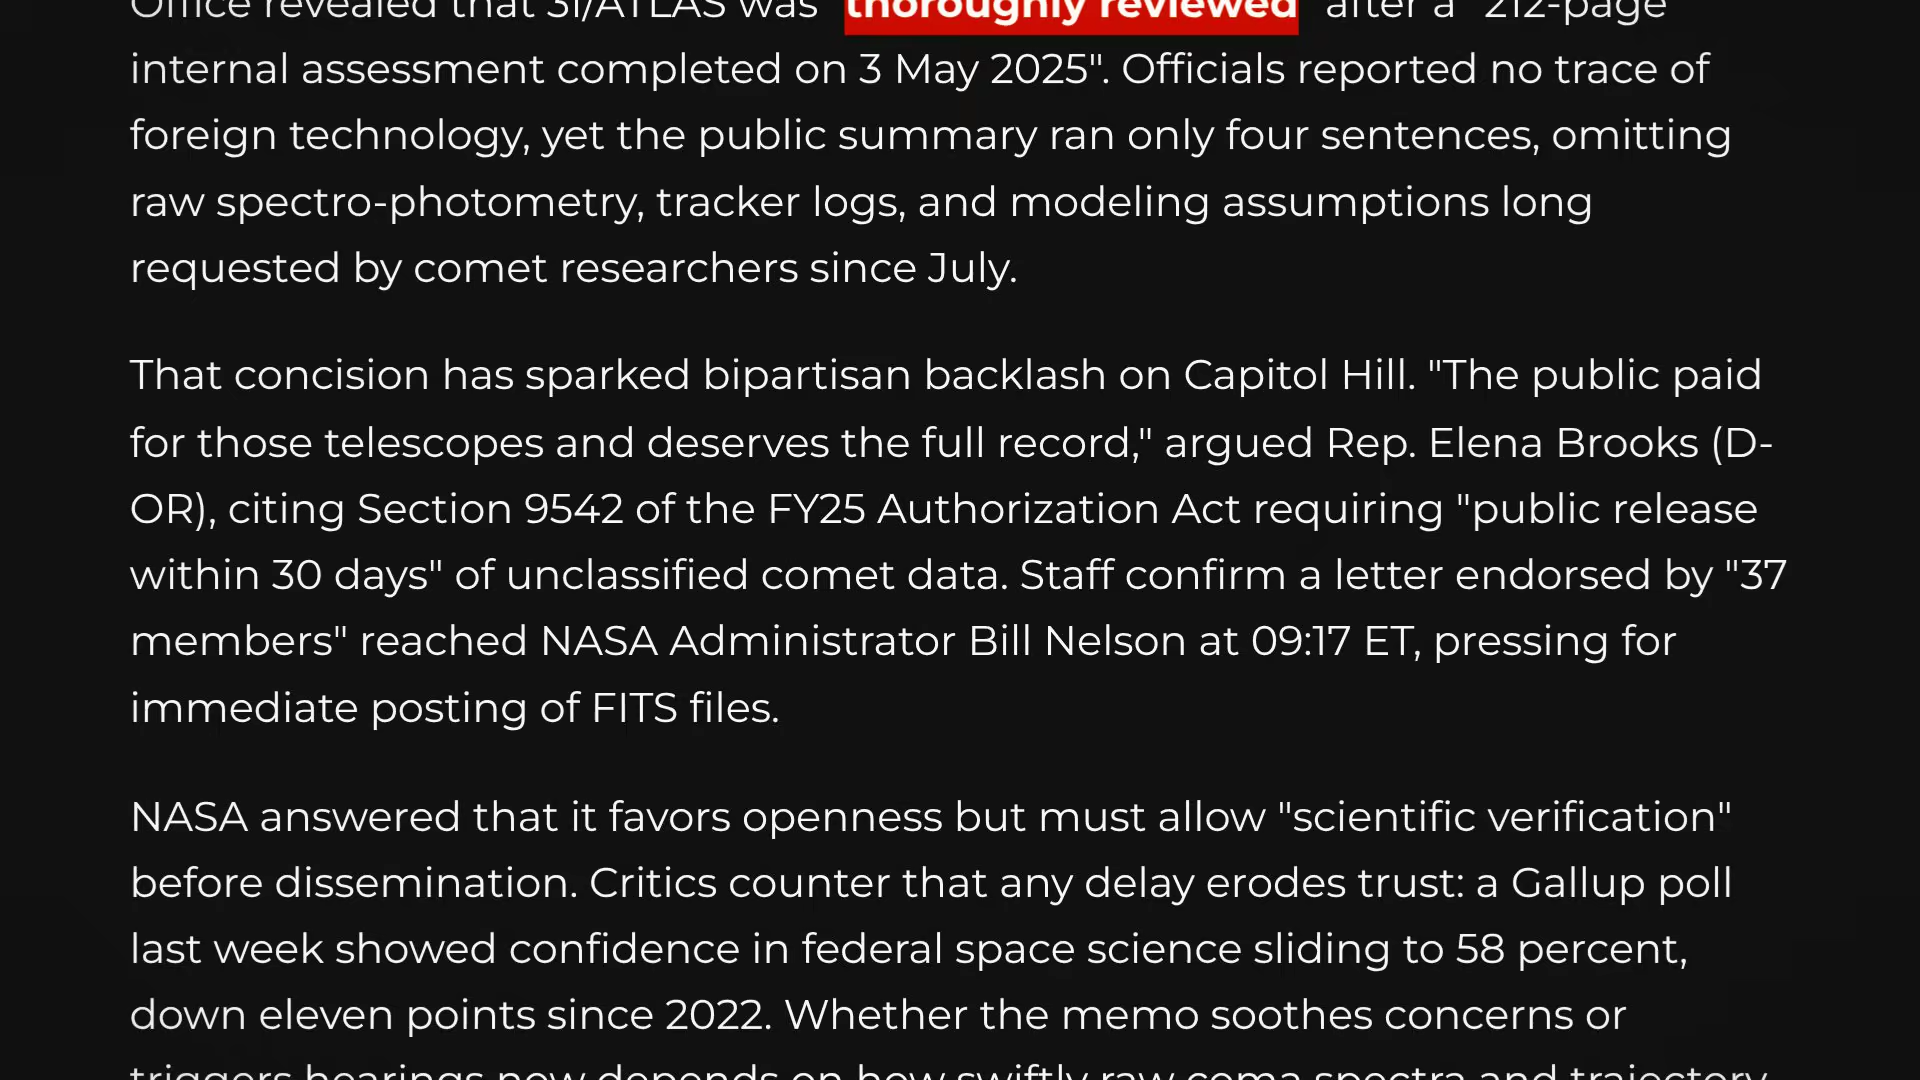 Office revealed that 3I/ATLAS was "thoroughly reviewed" after a "212-page
internal assessment completed on 3 May 2025". Officials reported no trace of
foreign technology, yet the public summary ran only four sentences, omitting
raw spectro-photometry, tracker logs, and modeling assumptions long
requested by comet researchers since July.
That concision has sparked bipartisan backlash on Capitol Hill. "The public paid
for those telescopes and deserves the full record," argued Rep. Elena Brooks (D-
OR), citing Section 9542 of the FY25 Authorization Act requiring "public release
within 30 days" of unclassified comet data. Staff confirm a letter endorsed by "37
members" reached NASA Administrator Bill Nelson at 09:17 ET, pressing for
immediate posting of FITS files.
NASA answered that it favors openness but must allow "scientific verification"
before dissemination. Critics counter that any delay erodes trust: a Gallup poll
last week showed confidence in federal space science sliding to 58 percent,
down eleven points since 2022. Whether the memo soothes concerns or
triggers hearings now depends on how swiftly raw coma spectra and trajectory